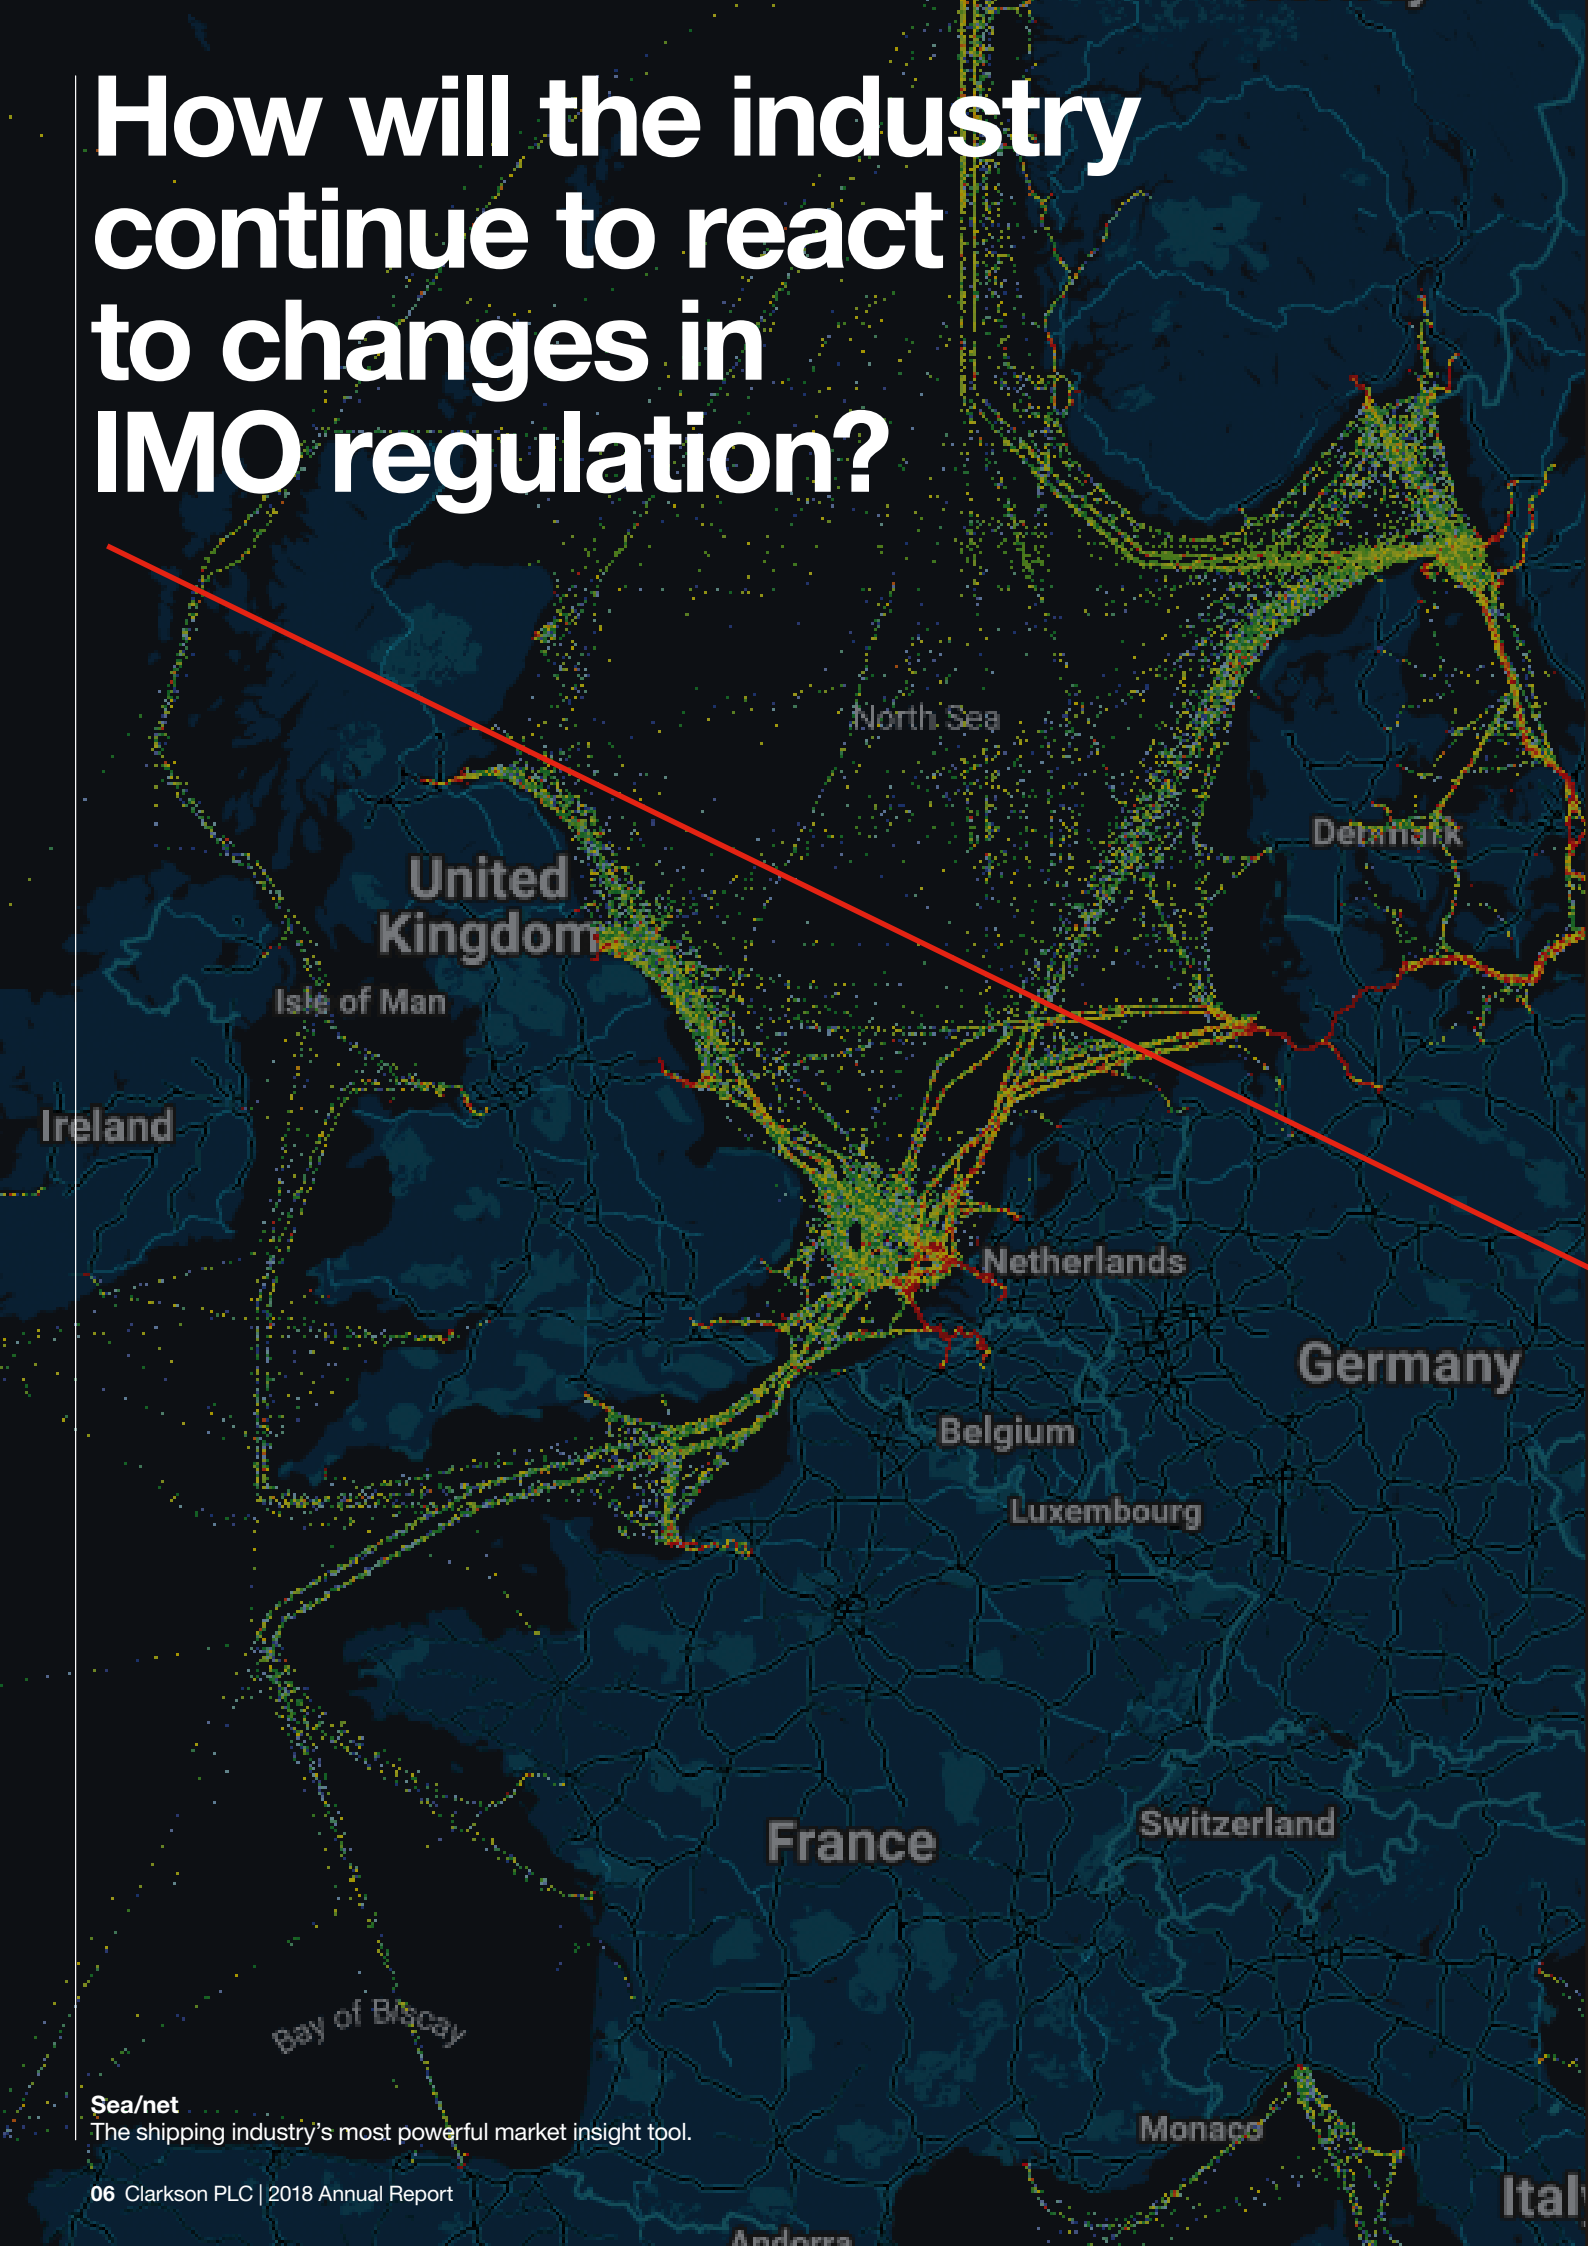 How will the industry
continue to react
to changes in
IMO regulation?
North Sea
Denmark
United
Kingdom
Isle of Man
Ireland
Netherlands
Germany
Belgium
Luxembourg
France
Switzerland
Bay of Biscay
Sea/net
The shipping industry’s most powerful market insight tool.
Monaco
Ital
Andorra
06 Clarkson PLC | 2018 Annual Report